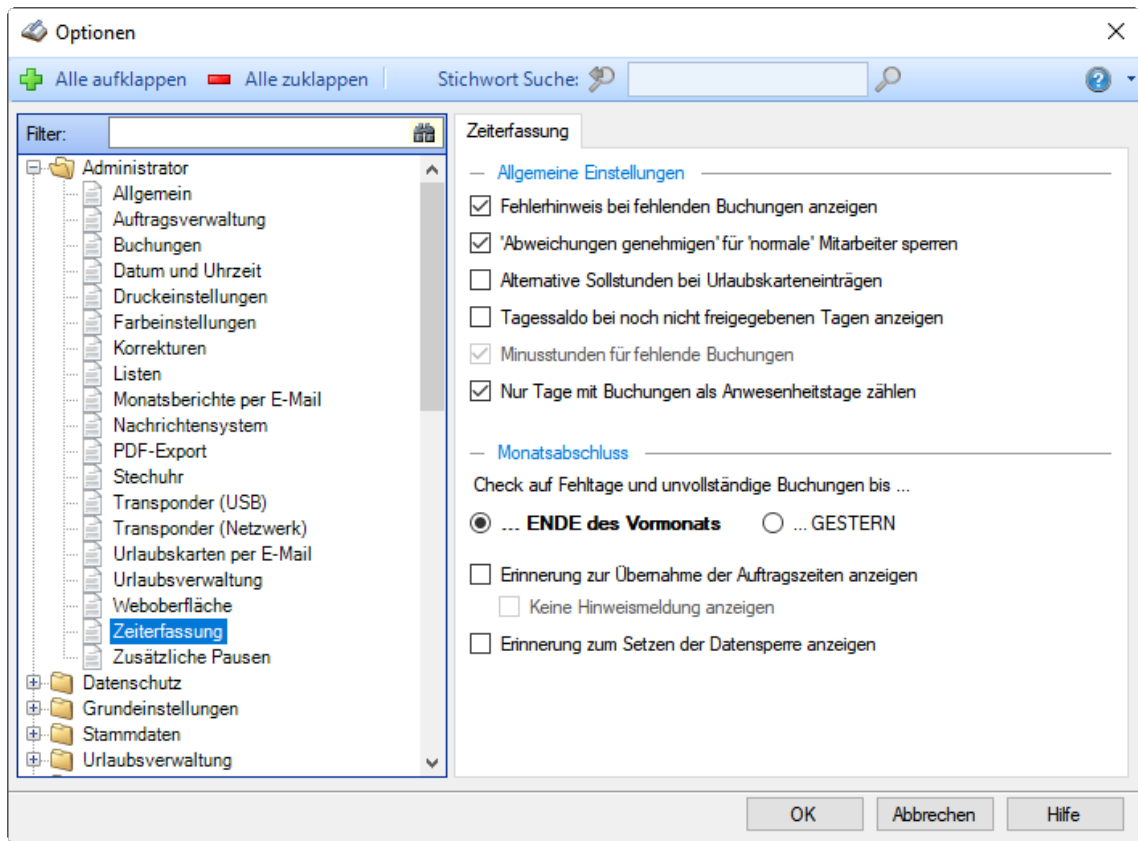 Optionen
Alle aufklappen Alle zuklappen Stichwort Suche:
Filter:
Administrator
Allgemein
Auftragsverwaltung
Buchungen
Datum und Uhrzeit
Druckeinstellungen
Farbeinstellungen
Korrekturen
Listen
Monatsberichte per E-Mail
Nachrichtensystem
PDF-Export
Stechuhr
Transponder (USB)
Transponder (Netzwerk)
Urlaubskarten per E-Mail
Urlaubsverwaltung
Weboberfläche
Zeiterfassung
Zusätzliche Pausen
Datenschutz
Grundeinstellungen
Stammdaten
Urlaubsverwaltung
Zeiterfassung
Allgemeine Einstellungen
Fehlerhinweis bei fehlenden Buchungen anzeigen
'Abweichungen genehmigen' für 'normale' Mitarbeiter sperren
Alternative Sollstunden bei Urlaubskarteneinträgen
Tagessaldo bei noch nicht freigegebenen Tagen anzeigen
Minusstunden für fehlende Buchungen
Nur Tage mit Buchungen als Anwesenheitstage zählen
Monatsabschluss
Check auf Fehltage und unvollständige Buchungen bis ...
... ENDE des Vormonats ... GESTERN
Erinnerung zur Übernahme der Auftragszeiten anzeigen
Keine Hinweismeldung anzeigen
Erinnerung zum Setzen der Datensperre anzeigen
OK Abbrechen Hilfe